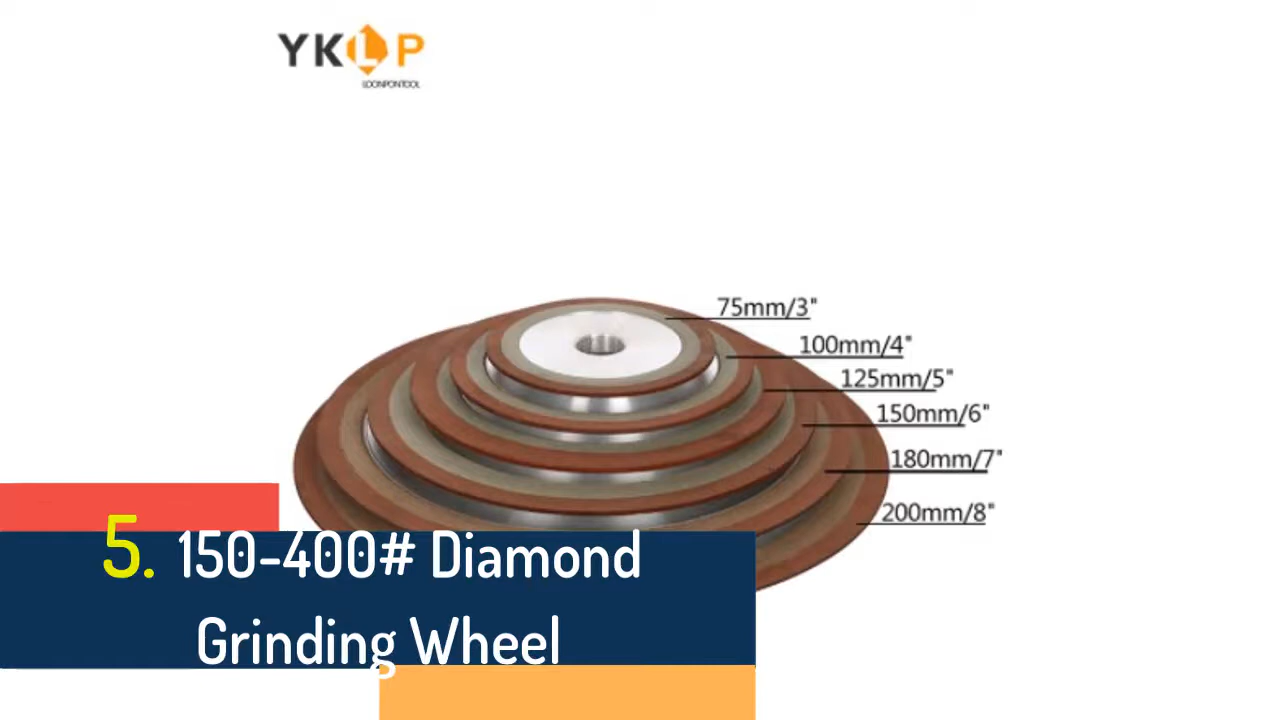 YKLP
LOONPONTOOL
75mm/3"
100mm/4"
125mm/5"
150mm/6"
180mm/7"
200mm/8"
5. 150-400# Diamond
Grinding Wheel